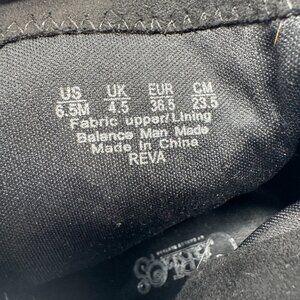 US UK EUR CM
6.5M 4.5 36.5 23.5
Fabric upper/Lining
Balance Man Made
Made in China
REVA